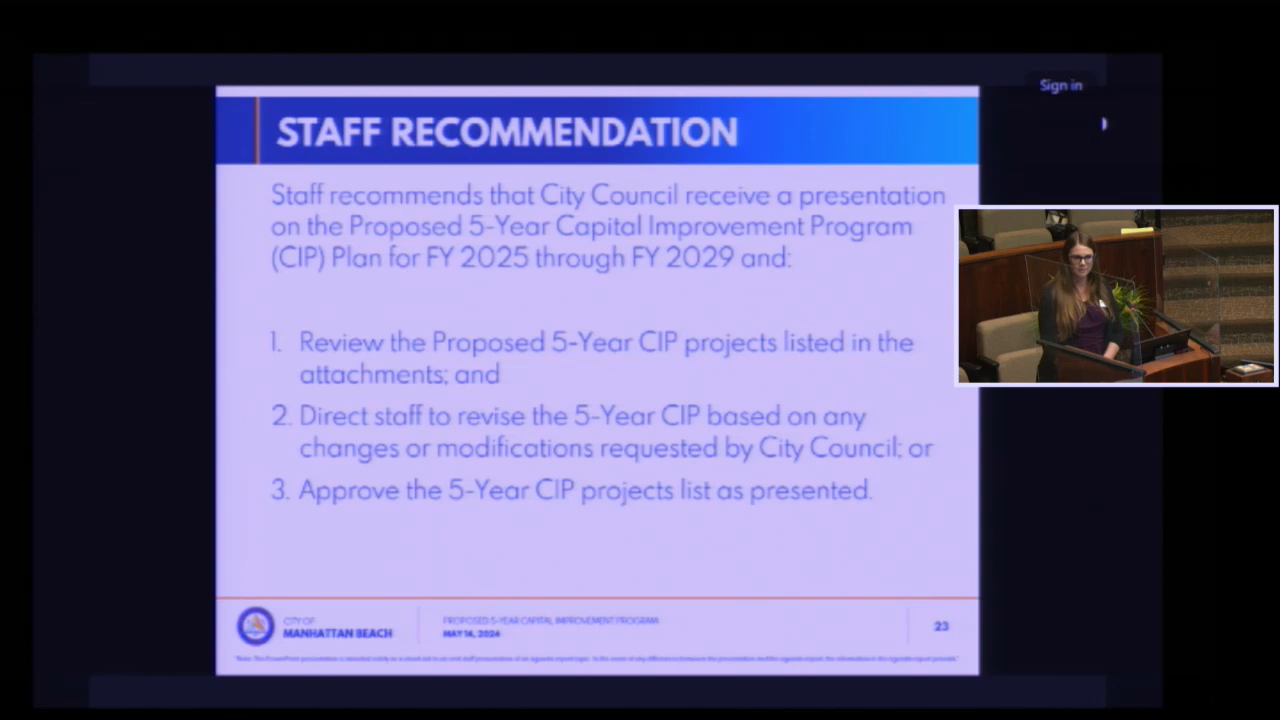 Sign in
STAFF RECOMMENDATION
Staff recommends that City Council receive a presentation
on the Proposed 5-Year Capital Improvement Program
(CIP) Plan for FY 2025 through FY 2029 and:
1. Review the Proposed 5-Year CIP projects listed in the
attachments; and
2. Direct staff to revise the 5-Year CIP based on any
changes or modifications requested by City Council; or
3. Approve the 5-Year CIP projects list as presented.
CITY OF
MANHATTAN BEACH
PROPOSED 5-YEAR CAPITAL IMPROVEMENT PROGRAM
MAY 14, 2024
23